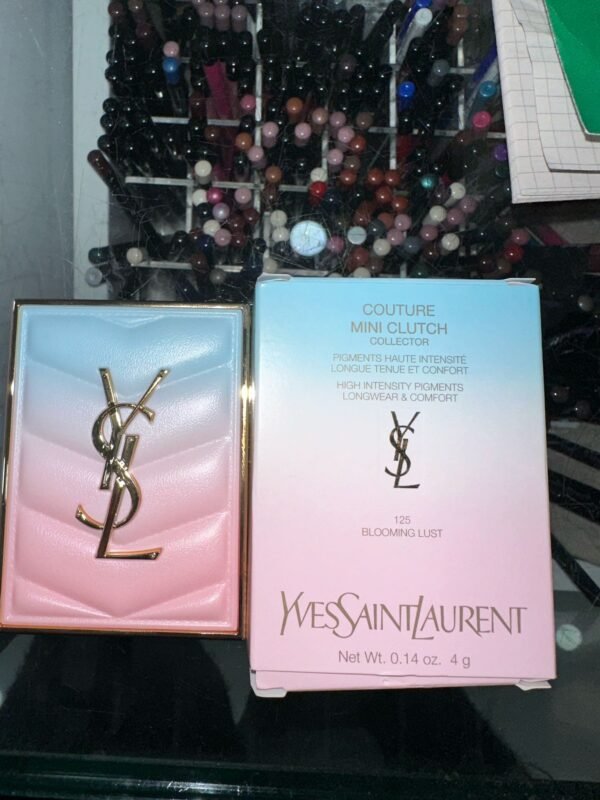 YSL
COUTURE
MINI CLUTCH
COLLECTOR
PIGMENTS HAUTE INTENSITÉ
LONGUE TENUE ET CONFORT
HIGH INTENSITY PIGMENTS
LONGWEAR & COMFORT
YSL
125
BLOOMING LUST
YVESSAINTLAURENT
Net Wt. 0.14 oz. 4 g